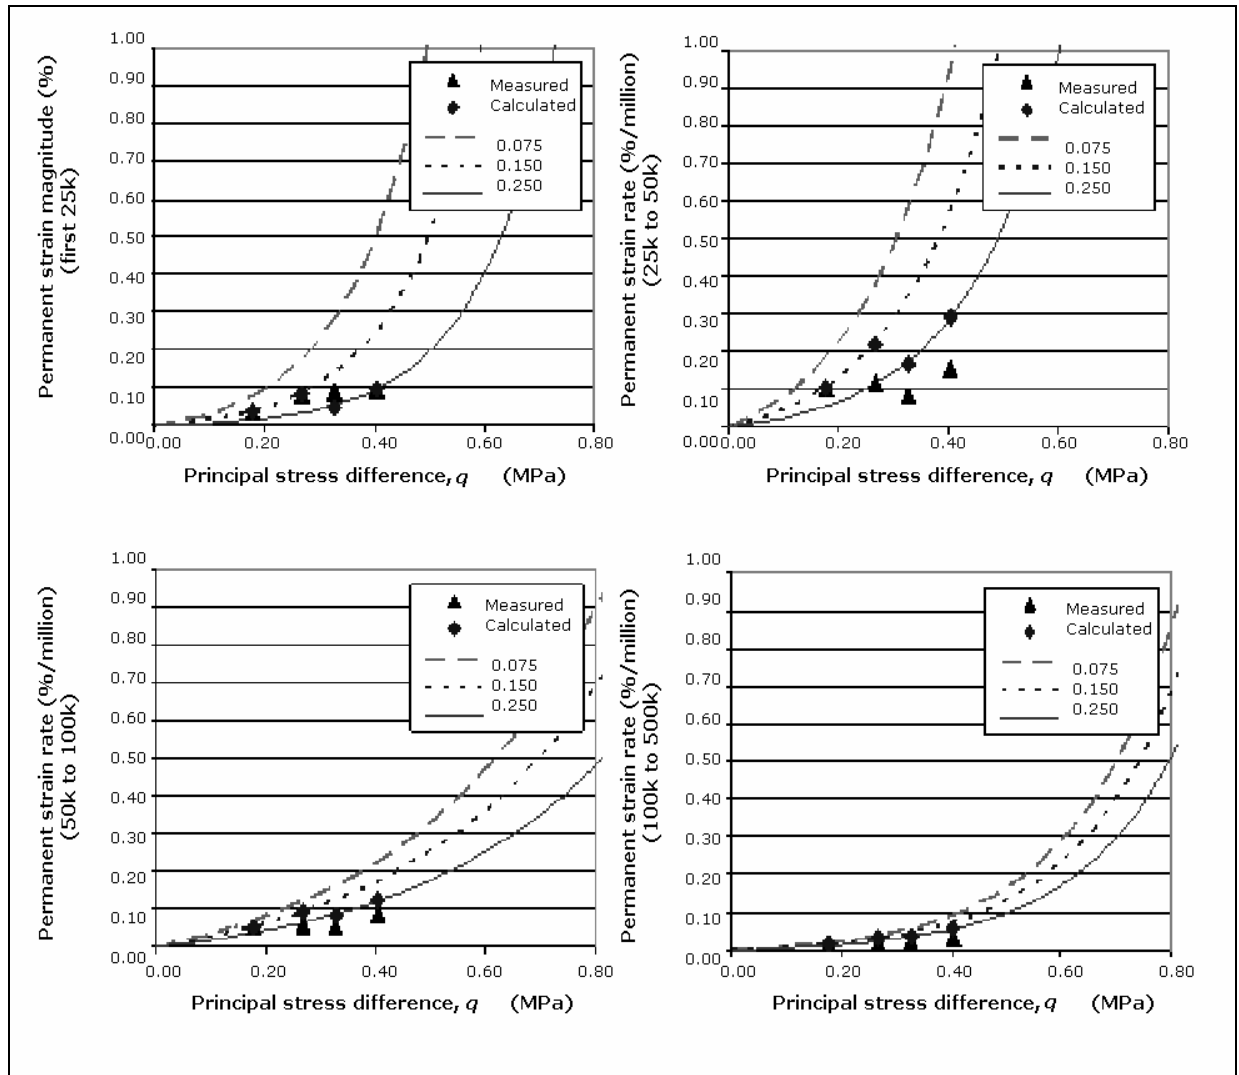 Permanent strain magnitude (%)
(first 25k)
1.00
0.90
0.80
0.70
0.60
0.50
0.40
0.30
0.20
0.10
0.00
0.00 0.20 0.40 0.60 0.80
Principal stress difference, q (MPa)
Measured
Calculated
0.075
0.150
0.250
Permanent strain rate (%/million)
(25k to 50k)
1.00
0.90
0.80
0.70
0.60
0.50
0.40
0.30
0.20
0.10
0.00
0.00 0.20 0.40 0.60 0.80
Principal stress difference, q (MPa)
Measured
Calculated
0.075
0.150
0.250
Permanent strain rate (%/million)
(50k to 100k)
1.00
0.90
0.80
0.70
0.60
0.50
0.40
0.30
0.20
0.10
0.00
0.00 0.20 0.40 0.60 0.80
Principal stress difference, q (MPa)
Measured
Calculated
0.075
0.150
0.250
Permanent strain rate (%/million)
(100k to 500k)
1.00
0.90
0.80
0.70
0.60
0.50
0.40
0.30
0.20
0.10
0.00
0.00 0.20 0.40 0.60 0.80
Principal stress difference, q (MPa)
Measured
Calculated
0.075
0.150
0.250